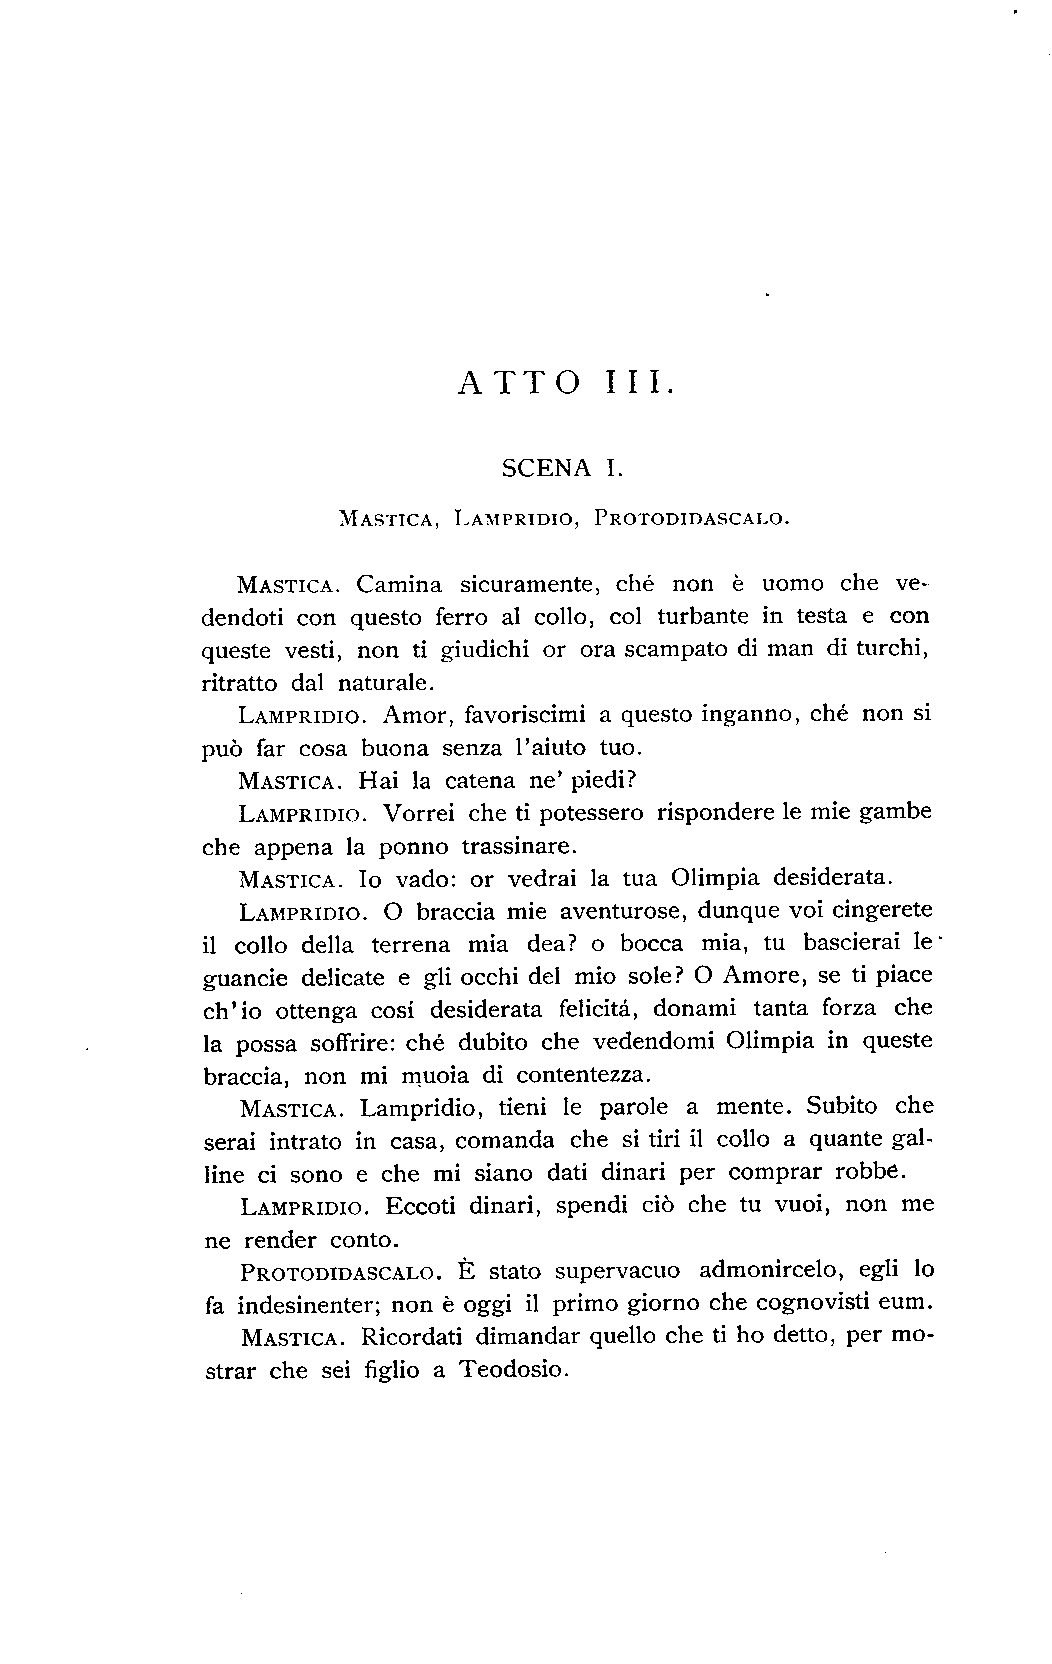 ATTO III.
SCENA I.
Mastica, Lampridio, Protodidascalo.
Mastica. Camina sicuramente, ché non è uomo che ve-
dendoti con questo ferro al collo, col turbante in testa e con
queste vesti, non ti giudichi or ora scampato di man di turchi,
ritratto dal naturale.
Lampridio. Amor, favoriscimi a questo inganno, ché non si
può far cosa buona senza l'aiuto tuo.
Mastica. Hai la catena ne' piedi?
Lampridio. Vorrei che ti potessero rispondere le mie gambe
che appena la ponno trassinare.
Mastica. Io vado: or vedrai la tua Olimpia desiderata.
Lampridio. O braccia mie aventurose, dunque voi cingerete
il collo della terrena mia dea? o bocca mia, tu bascierai le
guancie delicate e gli occhi del mio sole? O Amore, se ti piace
ch'io ottenga cosí desiderata felicitá, donami tanta forza che
la possa soffrire: ché dubito che vedendomi Olimpia in queste
braccia, non mi muoia di contentezza.
Mastica. Lampridio, tieni le parole a mente. Subito che
serai intrato in casa, comanda che si tiri il collo a quante gal-
line ci sono e che mi siano dati dinari per comprar robbe.
Lampridio. Eccoti dinari, spendi ciò che tu vuoi, non me
ne render conto.
Protodidascalo. È stato supervacuo admonircelo, egli lo
fa indesinenter; non è oggi il primo giorno che cognovisti eum.
Mastica. Ricordati dimandar quello che ti ho detto, per mo-
strar che sei figlio a Teodosio.